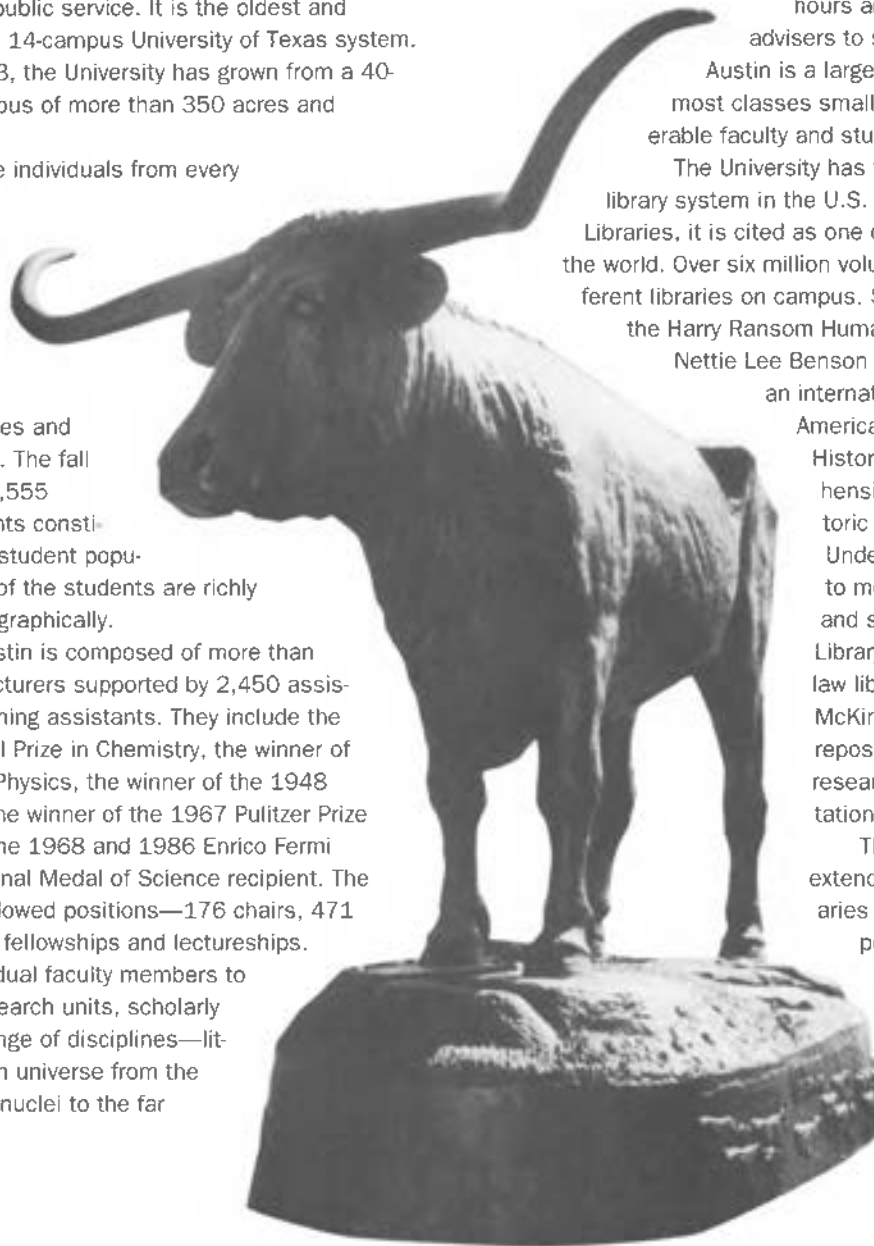 public service. It is the oldest and
14-campus University of Texas system.
3, the University has grown from a 40-
pus of more than 350 acres and
e individuals from every
es and
. The fall
,555
nts consti-
student popu-
of the students are richly
graphically.
stin is composed of more than
cturers supported by 2,450 assis-
ning assistants. They include the
l Prize in Chemistry, the winner of
Physics, the winner of the 1948
he winner of the 1967 Pulitzer Prize
he 1968 and 1986 Enrico Fermi
nal Medal of Science recipient. The
lowed positions—176 chairs, 471
fellowships and lectureships.
dual faculty members to
earch units, scholarly
nge of disciplines—lit-
n universe from the
nuclei to the far
hours a
advisers to s
Austin is a large
most classes small
erable faculty and stu
The University has
library system in the U.S.
Libraries, it is cited as one
the world. Over six million volu
ferent libraries on campus. S
the Harry Ransom Huma
Nettie Lee Benson
an internat
America
Histor
hensi
toric
Unde
to m
and s
Library
law lib
McKin
repos
resear
tation
Th
extend
aries
p